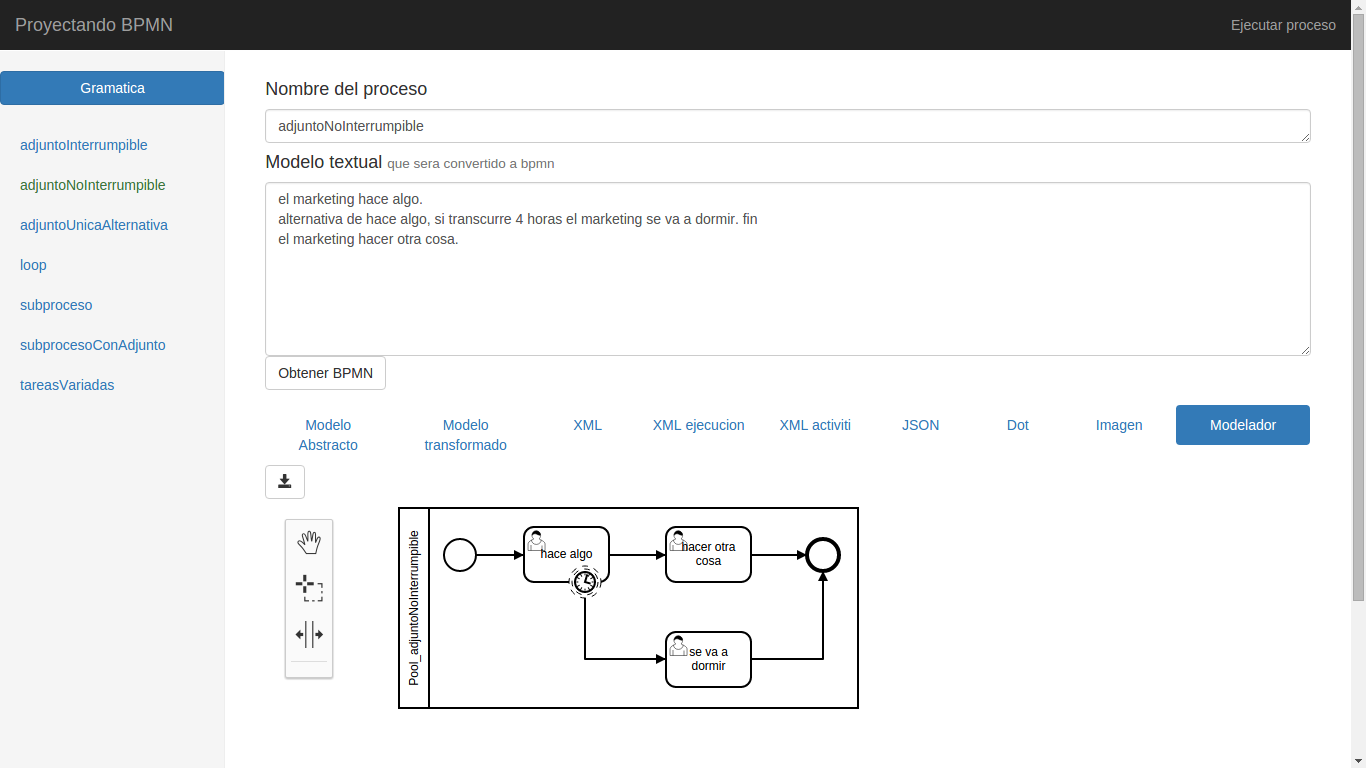 Proyectando BPMN
Ejecutar proceso
Gramatica
adjuntoInterrumpible
adjuntoNoInterrumpible
adjuntoUnicaAlternativa
loop
subproceso
subprocesoConAdjunto
tareasVariadas
Nombre del proceso
adjuntoNoInterrumpible
Modelo textual que sera convertido a bpmn
el marketing hace algo.
alternativa de hace algo, si transcurre 4 horas el marketing se va a dormir. fin
el marketing hacer otra cosa.
Obtener BPMN
Modelo
Abstracto
Modelo
transformado
XML
XML ejecucion
XML activiti
JSON
Dot
Imagen
Modelador
Pool_adjuntoNoInterrumpible
hace algo
hacer otra
cosa
se va a
dormir